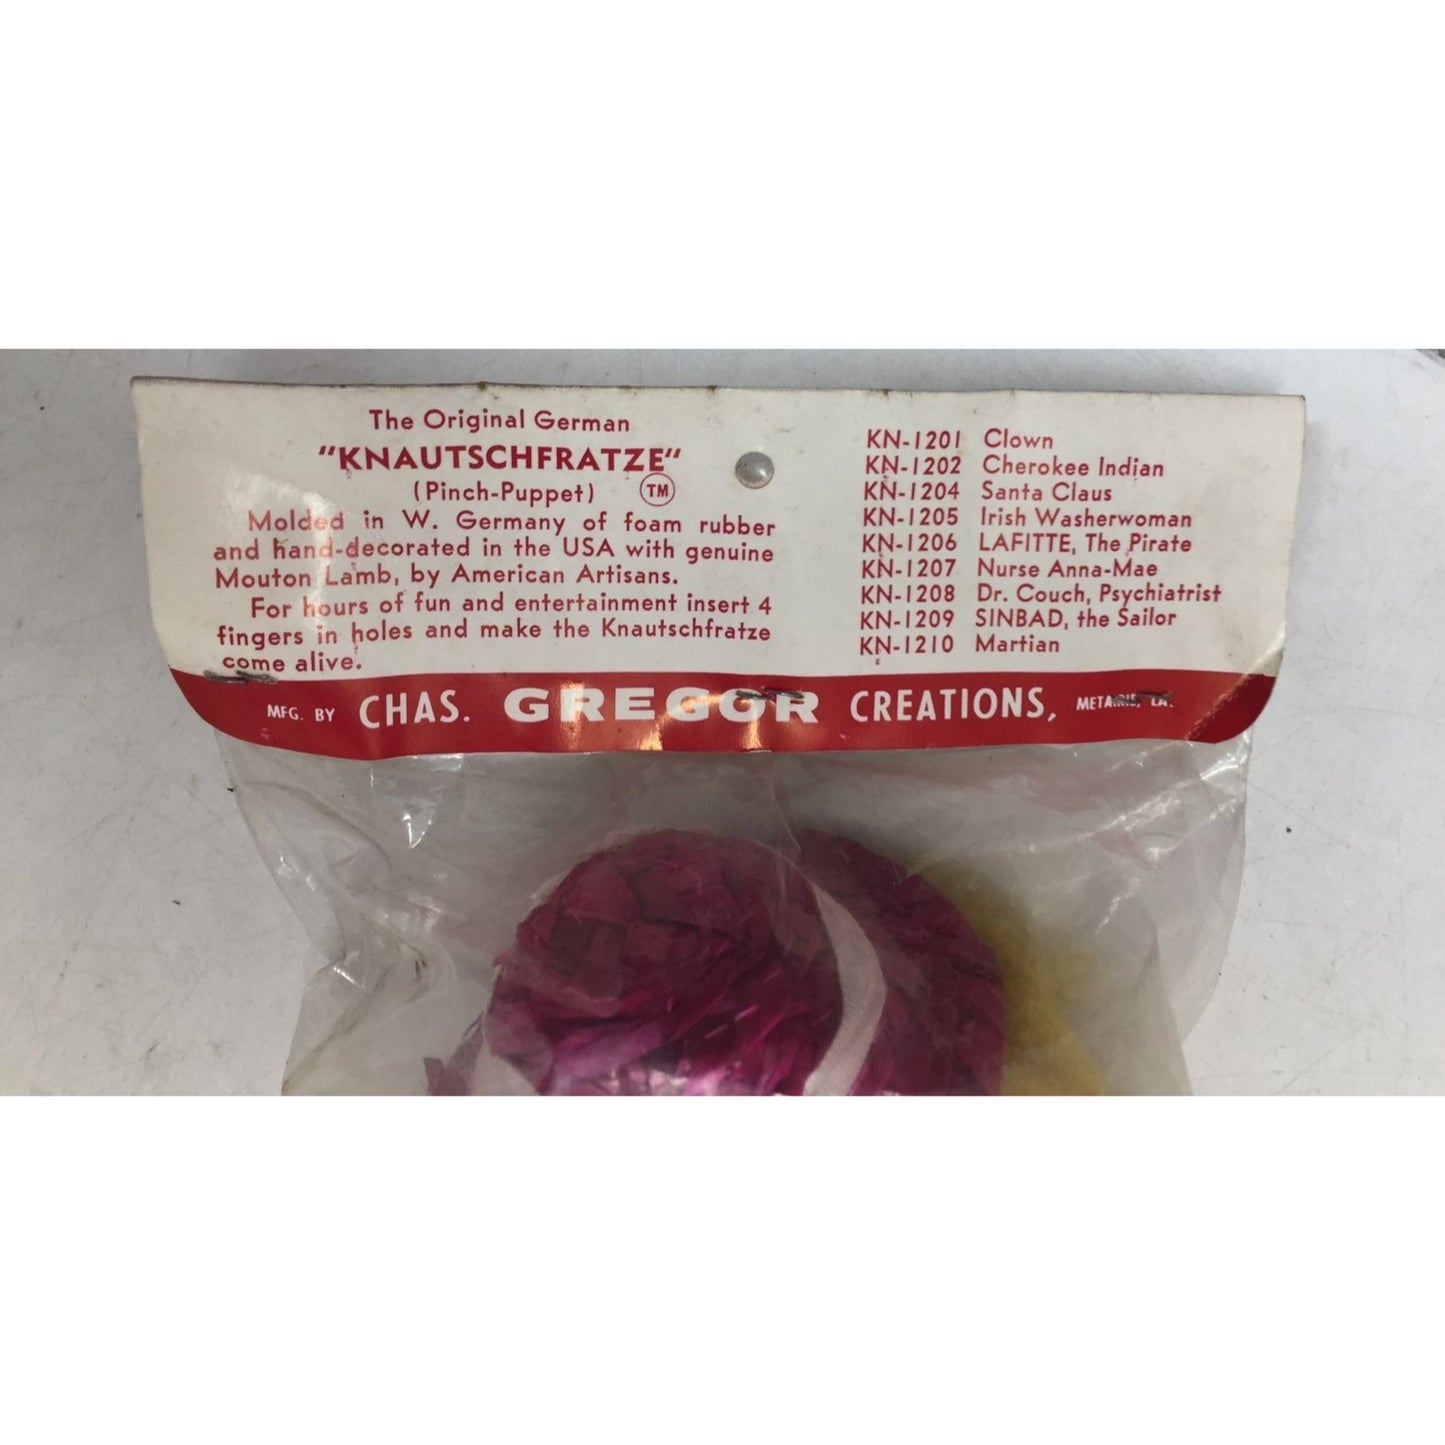 The Original German
"KNAUTSCHFRATZE"
(Pinch-Puppet) TM
Molded in W. Germany of foam rubber
and hand-decorated in the USA with genuine
Mouton Lamb, by American Artisans.
For hours of fun and entertainment insert 4
fingers in holes and make the Knautschfratze
come alive.
KN-1201 Clown
KN-1202 Cherokee Indian
KN-1204 Santa Claus
KN-1205 Irish Washerwoman
KN-1206 LAFITTE, The Pirate
KN-1207 Nurse Anna-Mae
KN-1208 Dr. Couch, Psychiatrist
KN-1209 SINBAD, the Sailor
KN-1210 Martian
MFG. BY CHAS. GREGOR CREATIONS, METAIRIE, LA.